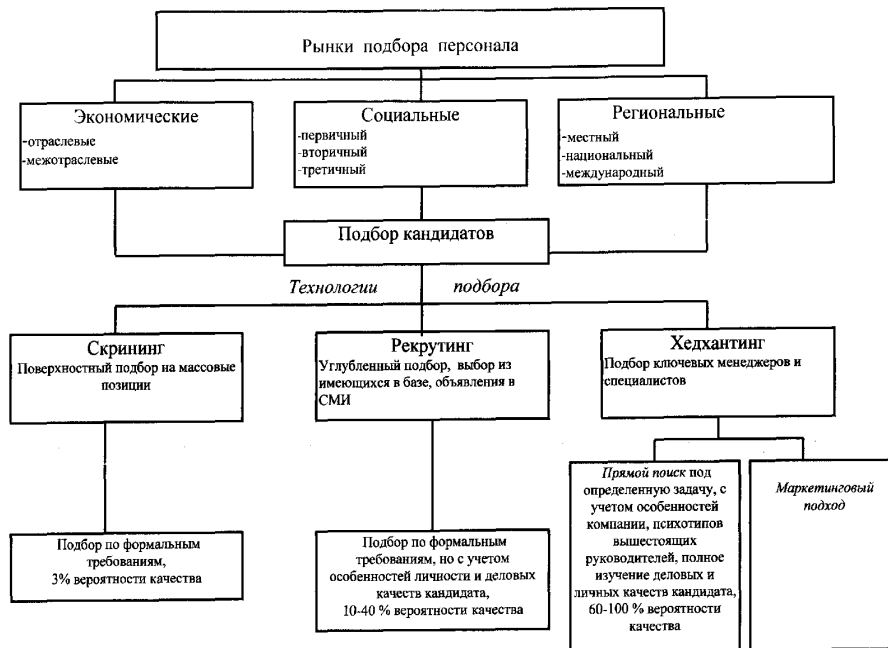 Рынки подбора персонала
Экономические
-отраслевые
-межотраслевые
Социальные
-первичный
-вторичный
-третичный
Региональные
-местный
-национальный
-международный
Подбор кандидатов
Технологии подбора
Скрининг
Поверхностный подбор на массовые
позиции
Рекрутинг
Углубленный подбор, выбор из
имеющихся в базе, объявления в
СМИ
Хедхантинг
Подбор ключевых менеджеров и
специалистов
Подбор по формальным
требованиям,
3% вероятности качества
Подбор по формальным
требованиям, но с учетом
особенностей личности и деловых
качеств кандидата,
10-40 % вероятности качества
Прямой поиск под
определенную задачу, с
учетом особенностей
компании, психотипов
вышестоящих
руководителей, полное
изучение деловых и
личных качеств кандидата,
60-100 % вероятности
качества
Маркетинговый
подход